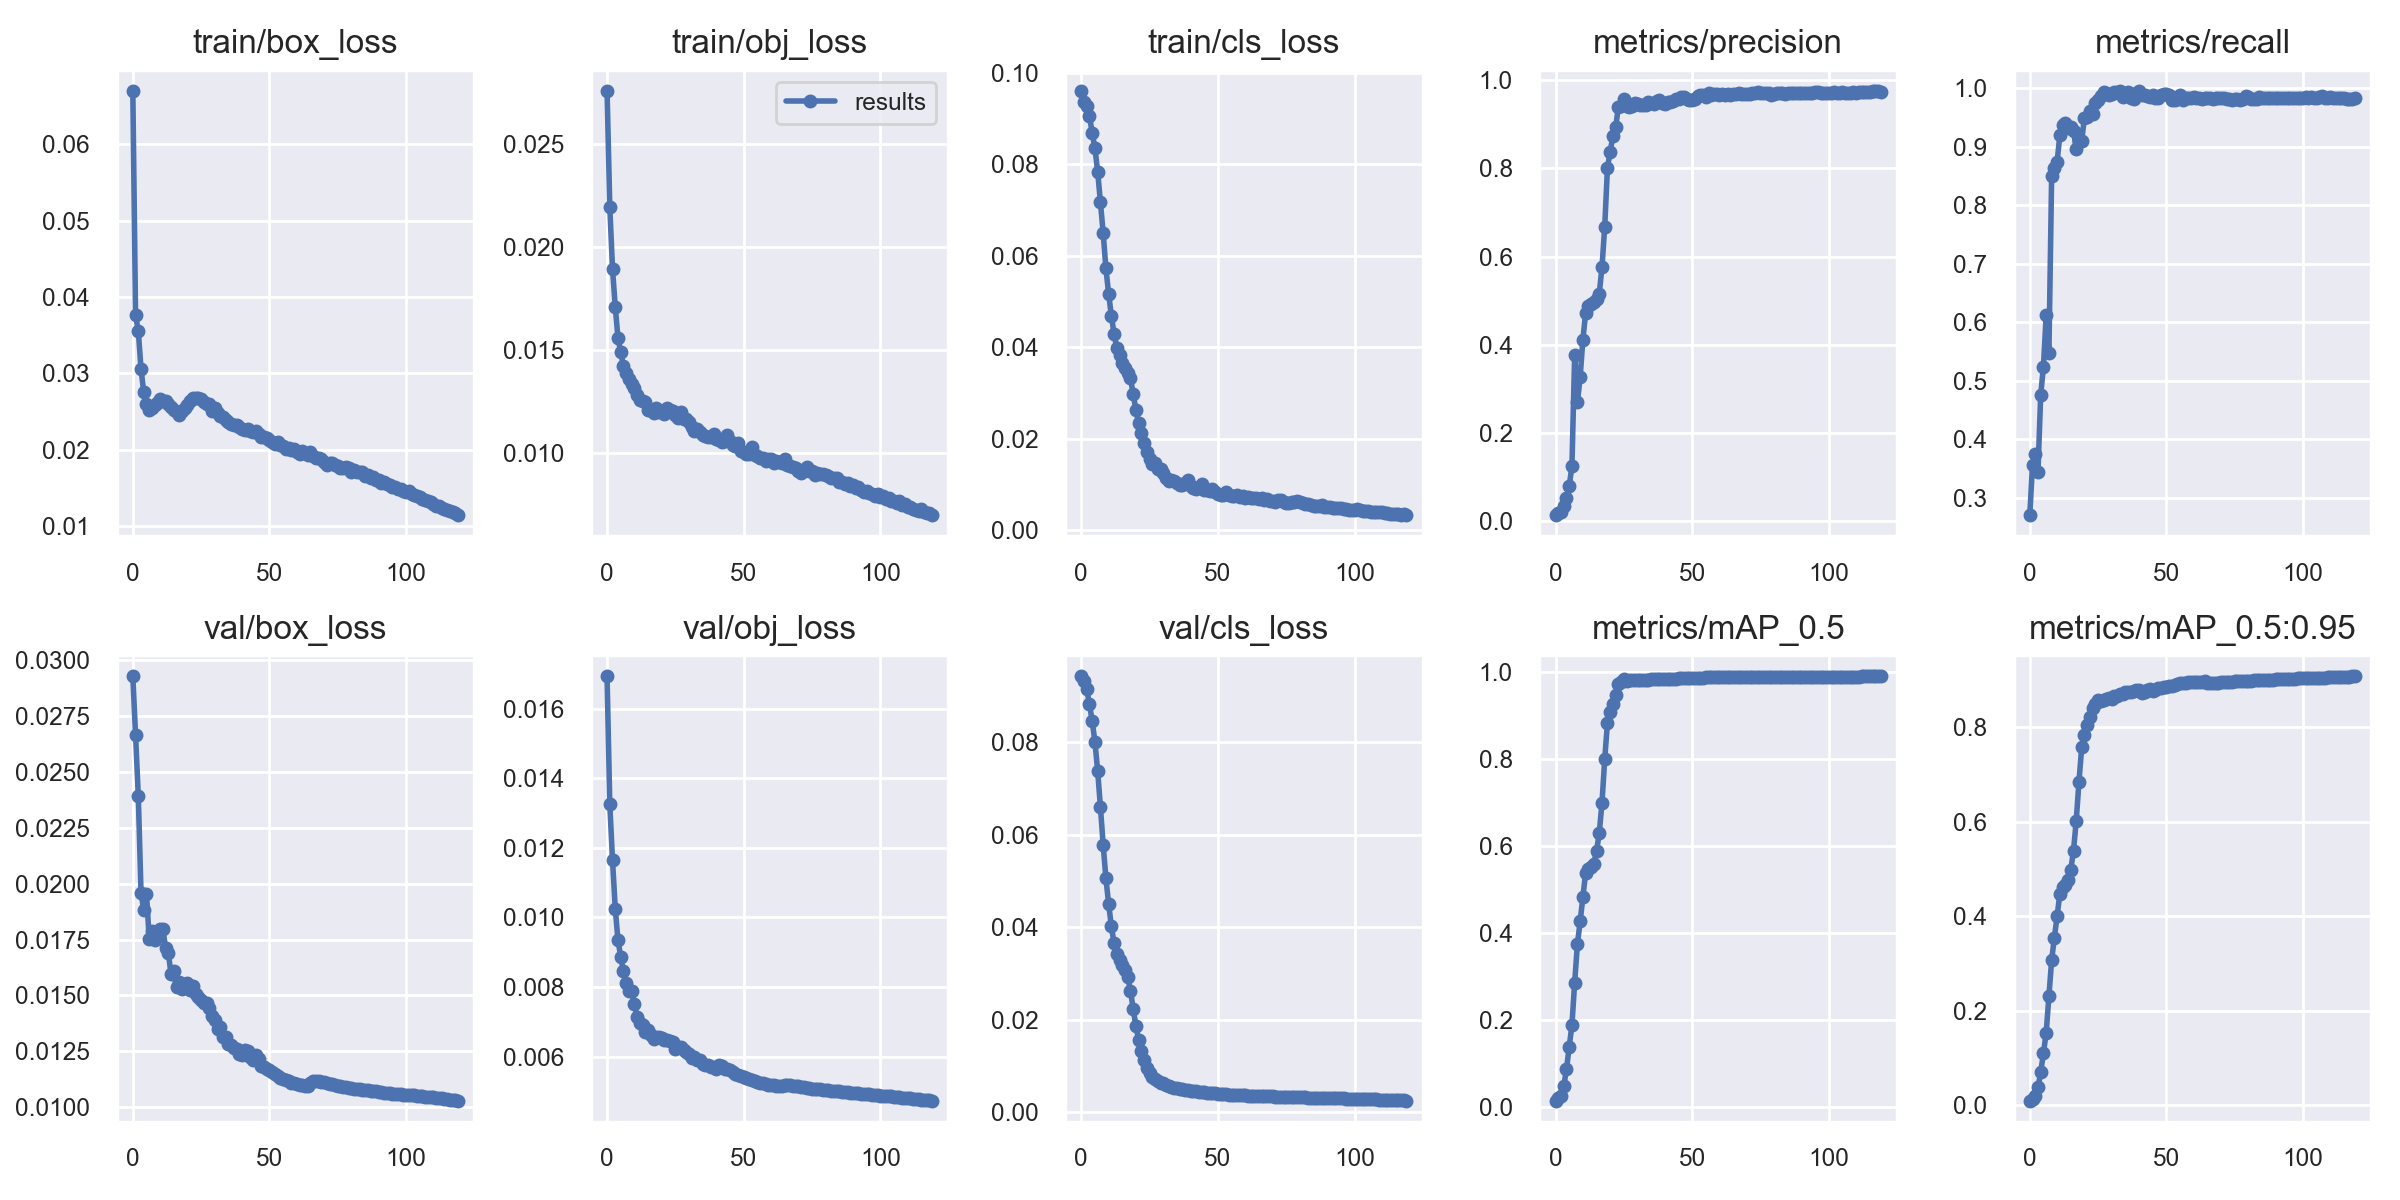 train/box_loss
0.06
0.05
0.04
0.03
0.02
0.01
0 50 100
train/obj_loss
results
0.025
0.020
0.015
0.010
0 50 100
train/cls_loss
0.10
0.08
0.06
0.04
0.02
0.00
0 50 100
metrics/precision
1.0
0.8
0.6
0.4
0.2
0.0
0 50 100
metrics/recall
1.0
0.9
0.8
0.7
0.6
0.5
0.4
0.3
0 50 100
val/box_loss
0.0300
0.0275
0.0250
0.0225
0.0200
0.0175
0.0150
0.0125
0.0100
0 50 100
val/obj_loss
0.016
0.014
0.012
0.010
0.008
0.006
0 50 100
val/cls_loss
0.08
0.06
0.04
0.02
0.00
0 50 100
metrics/mAP_0.5
1.0
0.8
0.6
0.4
0.2
0.0
0 50 100
metrics/mAP_0.5:0.95
0.8
0.6
0.4
0.2
0.0
0 50 100